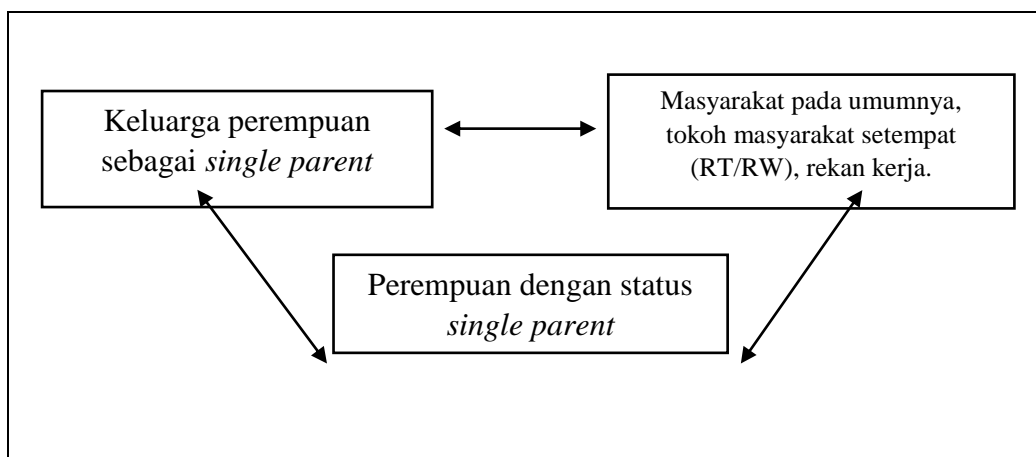 Keluarga perempuan
sebagai single parent
Masyarakat pada umumnya,
tokoh masyarakat setempat
(RT/RW), rekan kerja.
Perempuan dengan status
single parent